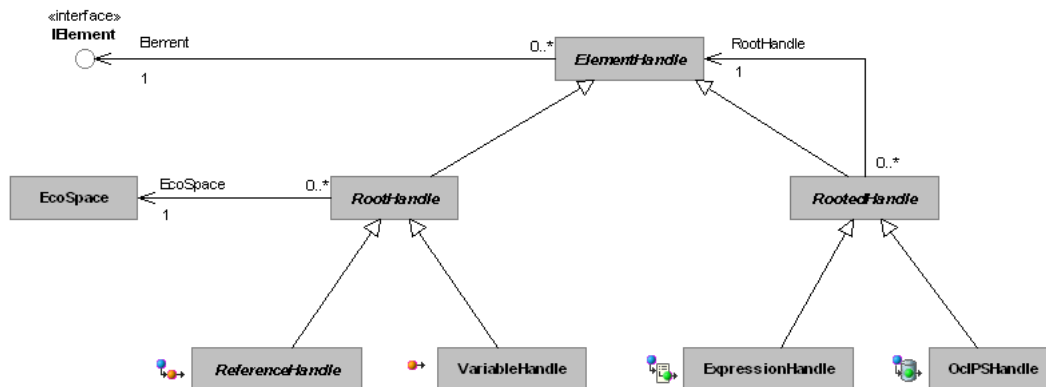 «interface»
IElement
Element
0..*
1
ElementHandle
RootHandle
1
0..*
EcoSpace
EcoSpace
0..*
1
RootHandle
RootedHandle
ReferenceHandle
VariableHandle
ExpressionHandle
OclPSHandle